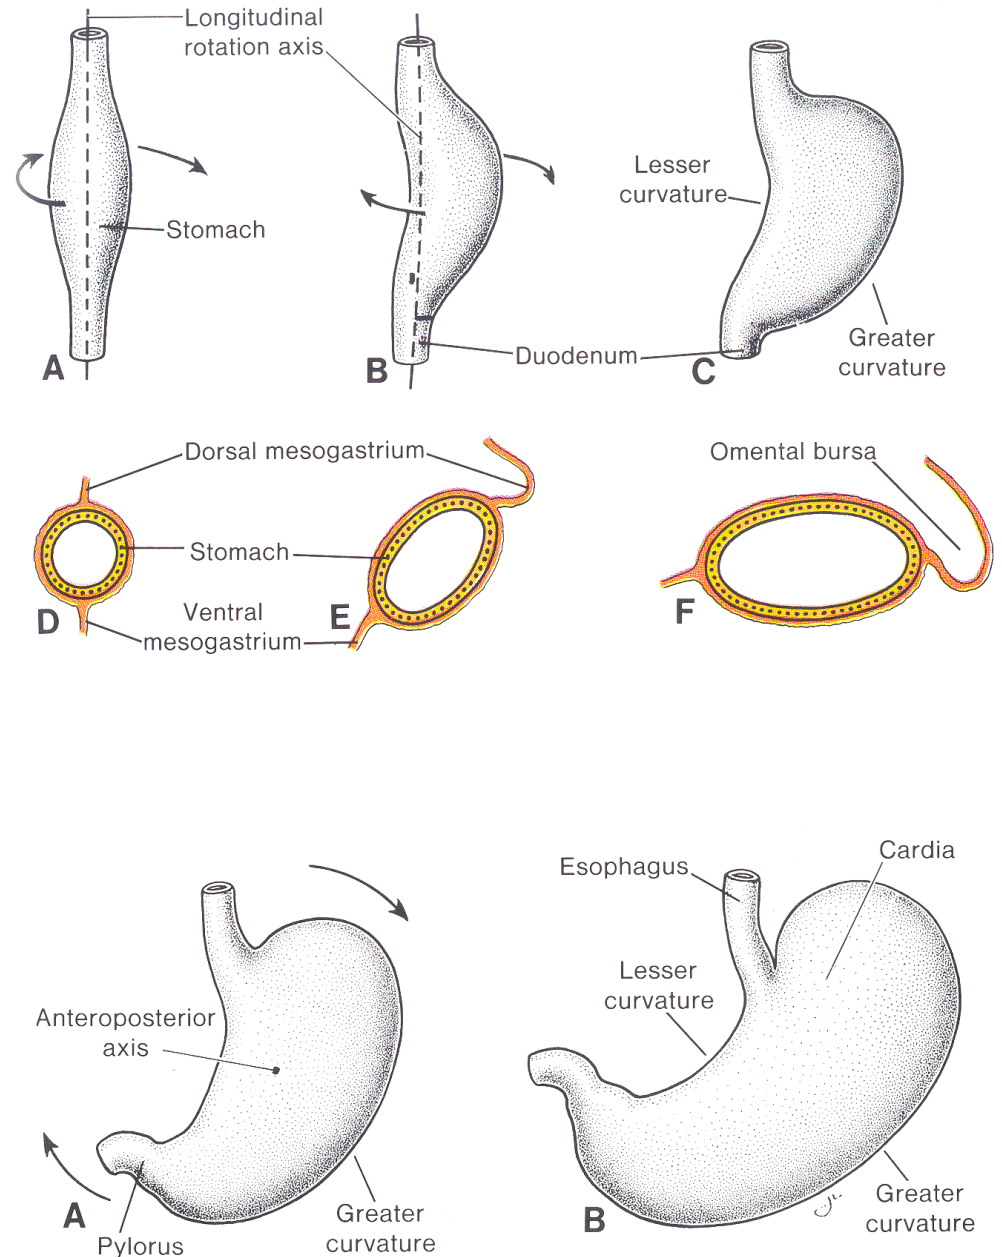 Longitudinal
rotation axis
Stomach
A
B
Duodenum
Lesser
curvature
Greater
curvature
C
Dorsal mesogastrium
Stomach
Ventral
mesogastrium
D
E
Omental bursa
F
Anteroposterior
axis
A
Pylorus
Greater
curvature
Esophagus
Cardia
Lesser
curvature
B
Greater
curvature